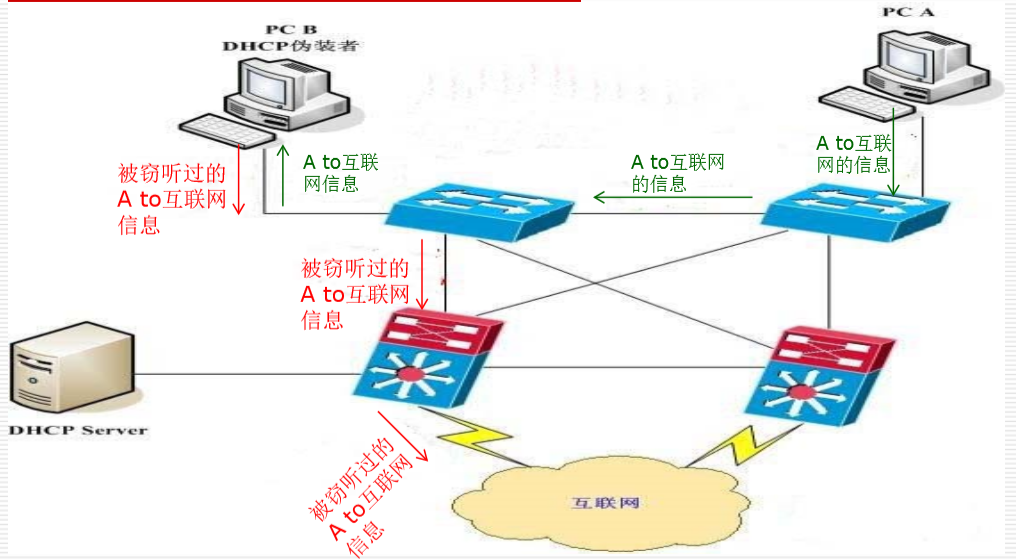 PC A
PC B
DHCP伪装者
A to互联
网的信息
A to互联网
的信息
A to互联
网信息
被窃听过的
A to互联网
信息
被窃听过的
A to互联网
信息
DHCP Server
被窃听过的
A to互联网
信息
互联网